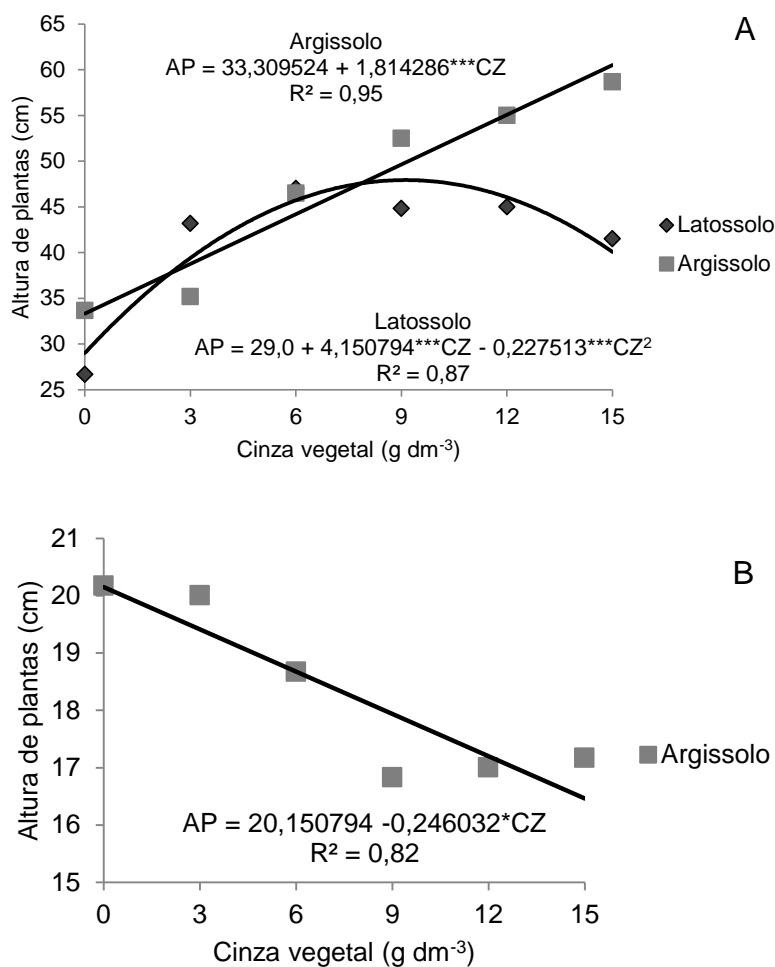 A
Argissolo
AP = 33,309524 + 1,814286***CZ
R² = 0,95
65
60
55
50
45
40
35
30
25
Altura de plantas (cm)
Latossolo
Argissolo
Latossolo
AP = 29,0 + 4,150794***CZ - 0,227513***CZ²
R² = 0,87
0 3 6 9 12 15
Cinza vegetal (g dm⁻³)
B
21
20
19
18
17
16
15
Altura de plantas (cm)
Argissolo
AP = 20,150794 -0,246032*CZ
R² = 0,82
0 3 6 9 12 15
Cinza vegetal (g dm⁻³)